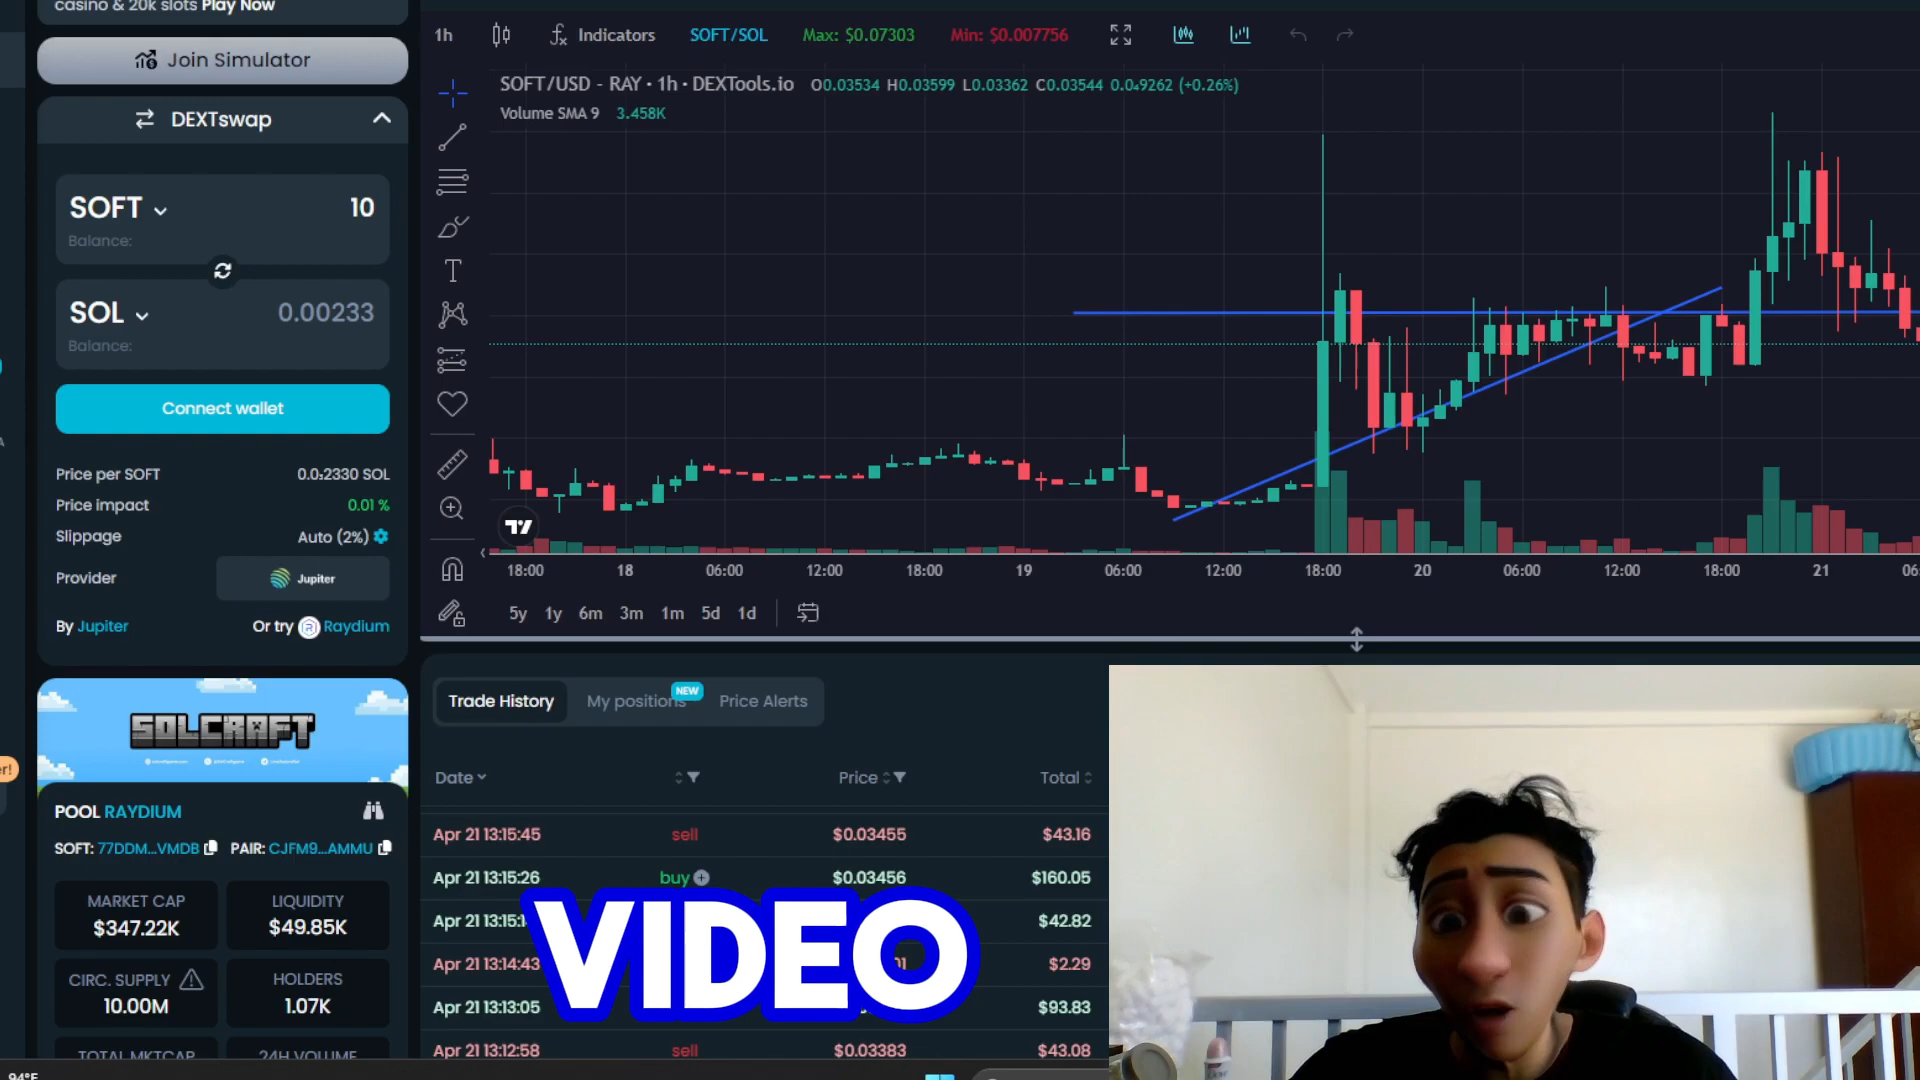 casino & 20k slots Play Now
Join Simulator
DEXTswap
SOFT 10
Balance:
SOL 0.00233
Balance:
Connect wallet
Price per SOFT 0.0₂2330 SOL
Price impact 0.01 %
Slippage Auto (2%)
Provider Jupiter
By Jupiter Or try Raydium
SOLCRAFT
POOL RAYDIUM
SOFT: 77DDM...VMDB PAIR: CJFM9...AMMU
MARKET CAP LIQUIDITY
$347.22K $49.85K
CIRC. SUPPLY HOLDERS
10.00M 1.07K
TOTAL MKTCAP 24H VOLUME
94°F
1h Indicators SOFT/SOL Max: $0.07303 Min: $0.007756
SOFT/USD - RAY · 1h · DEXTools.io O0.03534 H0.03599 L0.03362 C0.03544 0.0₄9262 (+0.26%)
Volume SMA 9 3.458K
18:00 18 06:00 12:00 18:00 19 06:00 12:00 18:00 20 06:00 12:00 18:00 21
5y 1y 6m 3m 1m 5d 1d
Trade History My positions NEW Price Alerts
Date Price Total
Apr 21 13:15:45 sell $0.03455 $43.16
Apr 21 13:15:26 buy $0.03456 $160.05
$42.82
Apr 21 13:14:43 $2.29
Apr 21 13:13:05 $93.83
Apr 21 13:12:58 sell $0.03383 $43.08
VIDEO